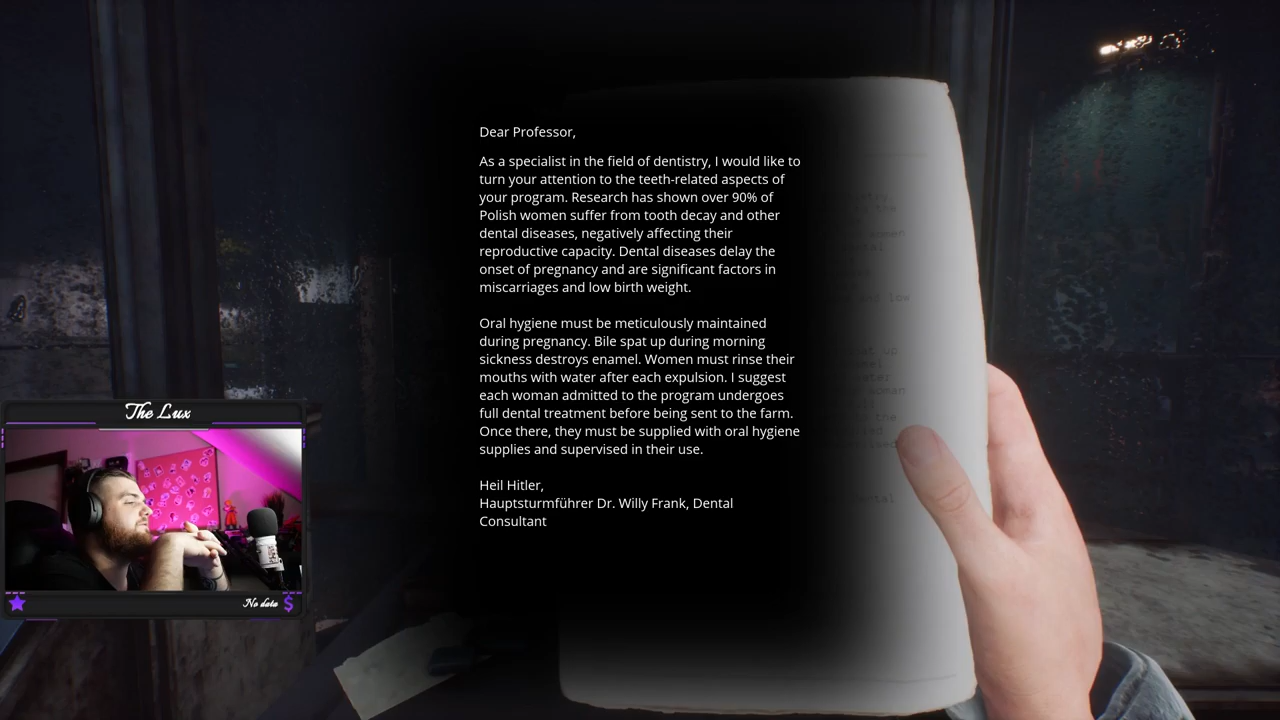 Dear Professor,
As a specialist in the field of dentistry, I would like to
turn your attention to the teeth-related aspects of
your program. Research has shown over 90% of
Polish women suffer from tooth decay and other
dental diseases, negatively affecting their
reproductive capacity. Dental diseases delay the
onset of pregnancy and are significant factors in
miscarriages and low birth weight.
Oral hygiene must be meticulously maintained
during pregnancy. Bile spat up during morning
sickness destroys enamel. Women must rinse their
mouths with water after each expulsion. I suggest
each woman admitted to the program undergoes
full dental treatment before being sent to the farm.
Once there, they must be supplied with oral hygiene
supplies and supervised in their use.
Heil Hitler,
Hauptsturmführer Dr. Willy Frank, Dental
Consultant
The Lux
No data $